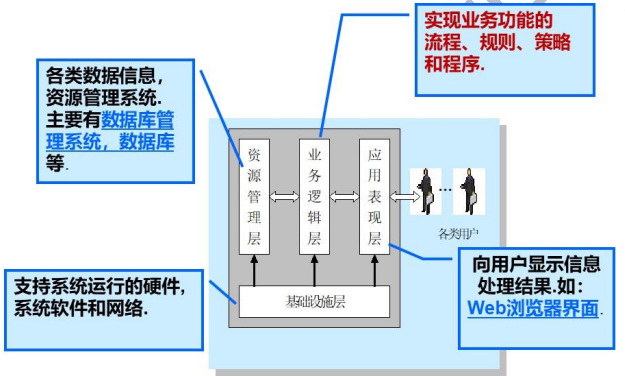 实现业务功能的
流程、规则、策略
和程序.
各类数据信息，
资源管理系统.
主要有数据库管
理系统，数据库
等.
资源管理层
业务逻辑层
应用表现层
...
各类用户
基础设施层
支持系统运行的硬件,
系统软件和网络.
向用户显示信息
处理结果.如：
Web浏览器界面.